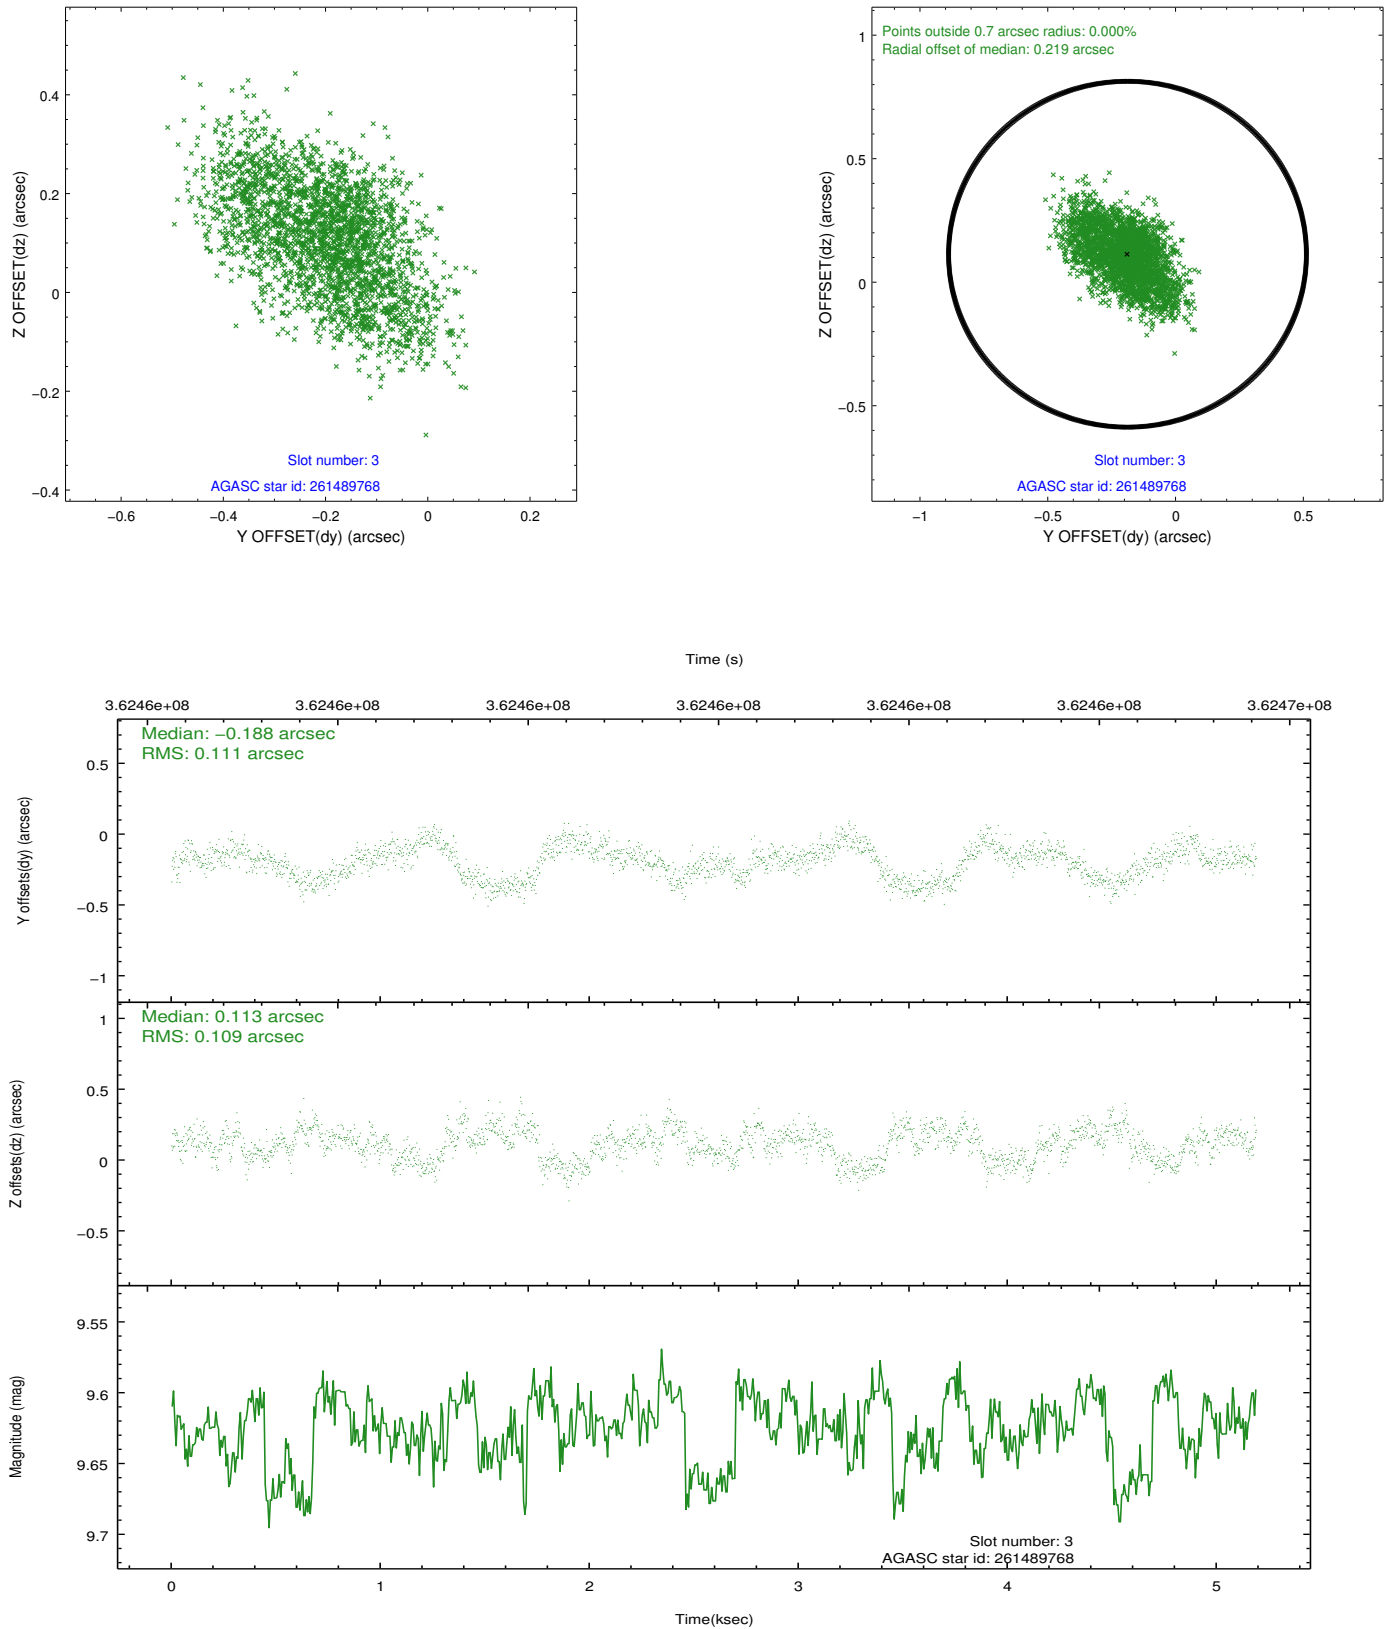 0.4
0.2
0
−0.2
−0.4
Z OFFSET(dz) (arcsec)
Slot number: 3
AGASC star id: 261489768
−0.6 −0.4 −0.2 0 0.2
Y OFFSET(dy) (arcsec)
Points outside 0.7 arcsec radius: 0.000%
Radial offset of median: 0.219 arcsec
1
0.5
0
−0.5
Z OFFSET(dz) (arcsec)
Slot number: 3
AGASC star id: 261489768
−1 −0.5 0 0.5
Y OFFSET(dy) (arcsec)
Time (s)
3.6246e+08 3.6246e+08 3.6246e+08 3.6246e+08 3.6246e+08 3.6246e+08 3.6247e+08
Median: −0.188 arcsec
RMS: 0.111 arcsec
0.5
0
−0.5
−1
Y offsets(dy) (arcsec)
Median: 0.113 arcsec
RMS: 0.109 arcsec
1
0.5
0
−0.5
Z offsets(dz) (arcsec)
9.55
9.6
9.65
9.7
Magnitude (mag)
Slot number: 3
AGASC star id: 261489768
0 1 2 3 4 5
Time(ksec)